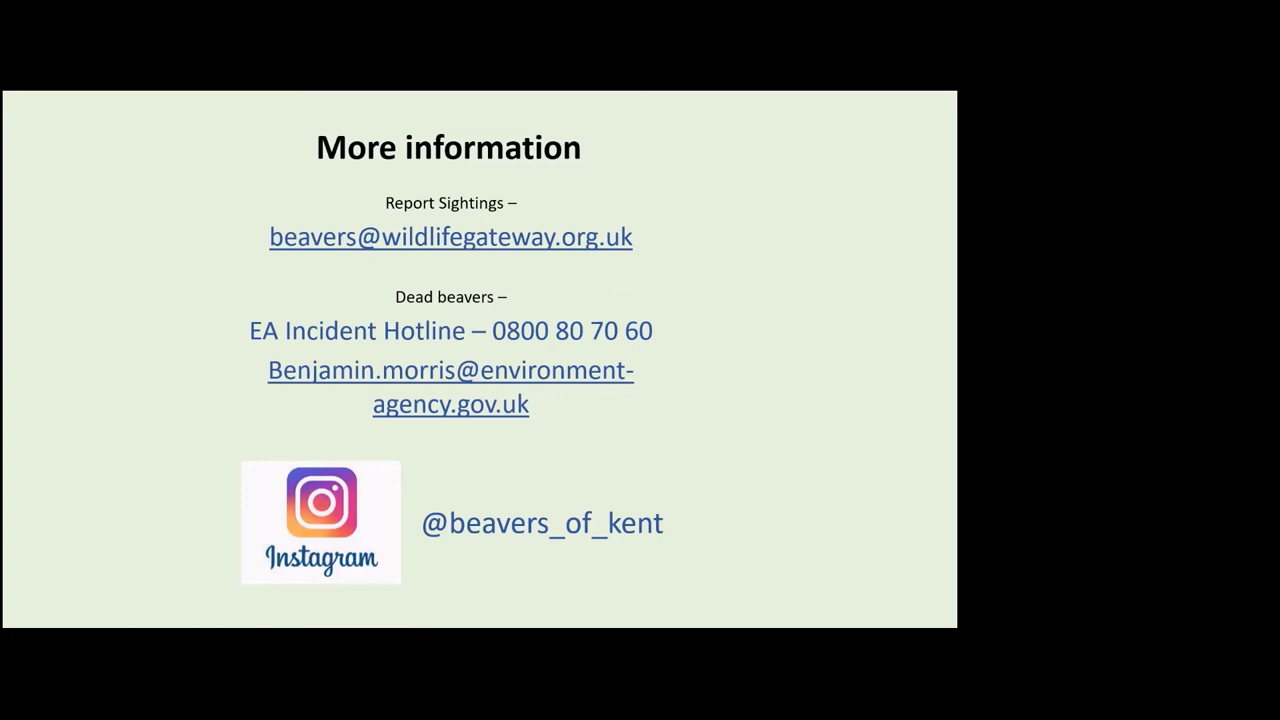 More information
Report Sightings –
beavers@wildlifegateway.org.uk
Dead beavers –
EA Incident Hotline – 0800 80 70 60
Benjamin.morris@environment-
agency.gov.uk
Instagram
@beavers_of_kent